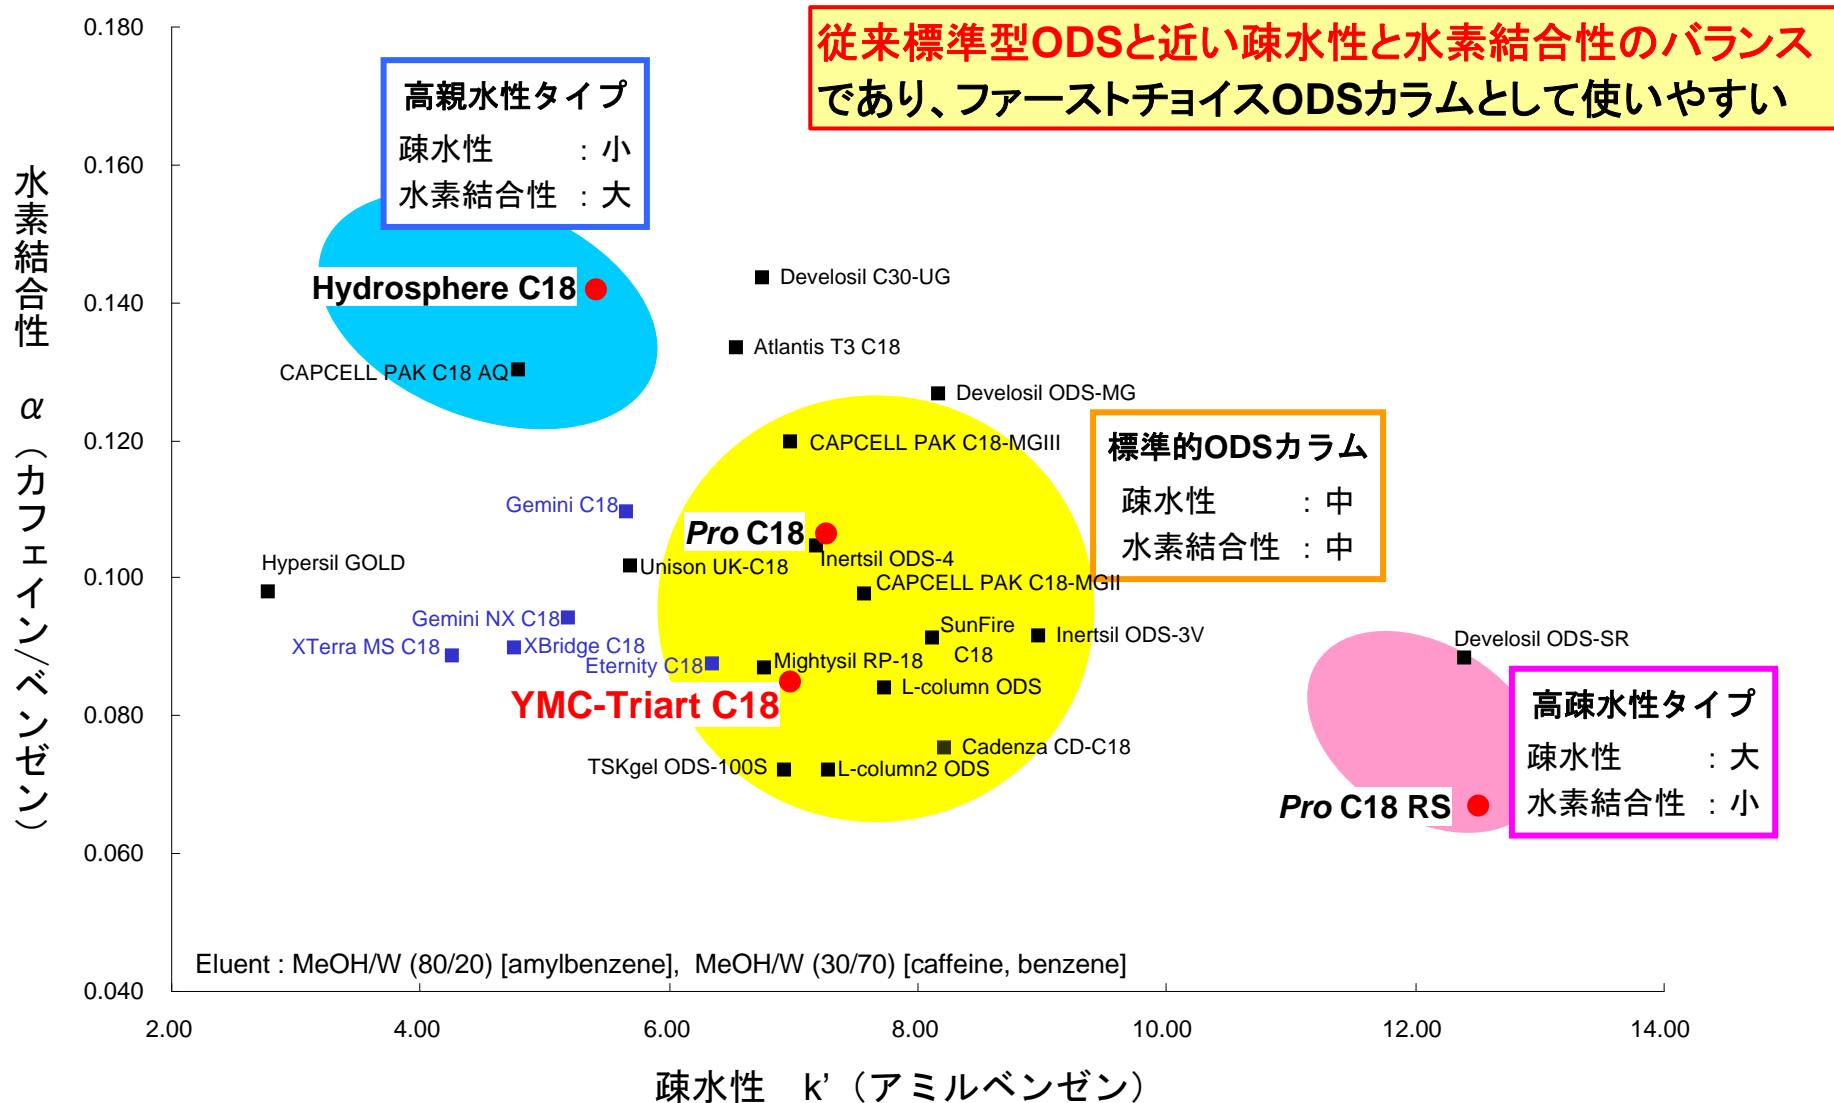 従来標準型ODSと近い疎水性と水素結合性のバランス
であり、ファーストチョイスODSカラムとして使いやすい
高親水性タイプ
疎水性 : 小
水素結合性 : 大
水素結合性 α (カフェイン/ベンゼン)
0.180
0.160
0.140
0.120
0.100
0.080
0.060
0.040
Hydrosphere C18
CAPCELL PAK C18 AQ
Develosil C30-UG
Atlantis T3 C18
Develosil ODS-MG
CAPCELL PAK C18-MGIII
標準的ODSカラム
疎水性 : 中
水素結合性 : 中
Gemini C18
Pro C18
Inertsil ODS-4
Hypersil GOLD
Unison UK-C18
CAPCELL PAK C18-MGII
Gemini NX C18
XTerra MS C18
XBridge C18
Eternity C18
Mightysil RP-18
SunFire
C18
Inertsil ODS-3V
L-column ODS
YMC-Triart C18
Cadenza CD-C18
TSKgel ODS-100S
L-column2 ODS
Develosil ODS-SR
高疎水性タイプ
疎水性 : 大
水素結合性 : 小
Pro C18 RS
Eluent : MeOH/W (80/20) [amylbenzene], MeOH/W (30/70) [caffeine, benzene]
2.00 4.00 6.00 8.00 10.00 12.00 14.00
疎水性 k' (アミルベンゼン)